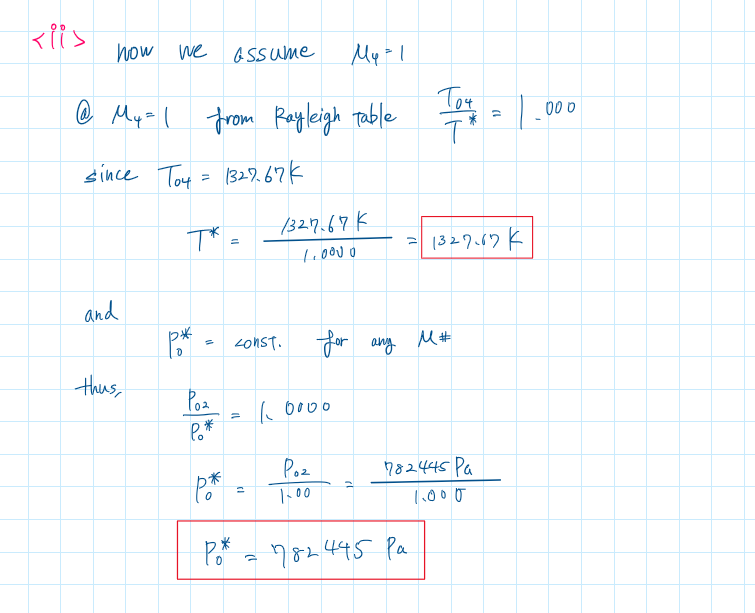 <ii> now we assume M₄=1
@ M₄=1 from Rayleigh Table T₀₄/T* = 1.000
since T₀₄ = 1327.67K
T* = 1327.67K/1.0000 = 1327.67 K
and
P₀* = const. for any M#
thus,
P₀₂/P₀* = 1.0000
P₀* = P₀₂/1.00 = 782445 Pa/1.000
P₀* = 782445 Pa